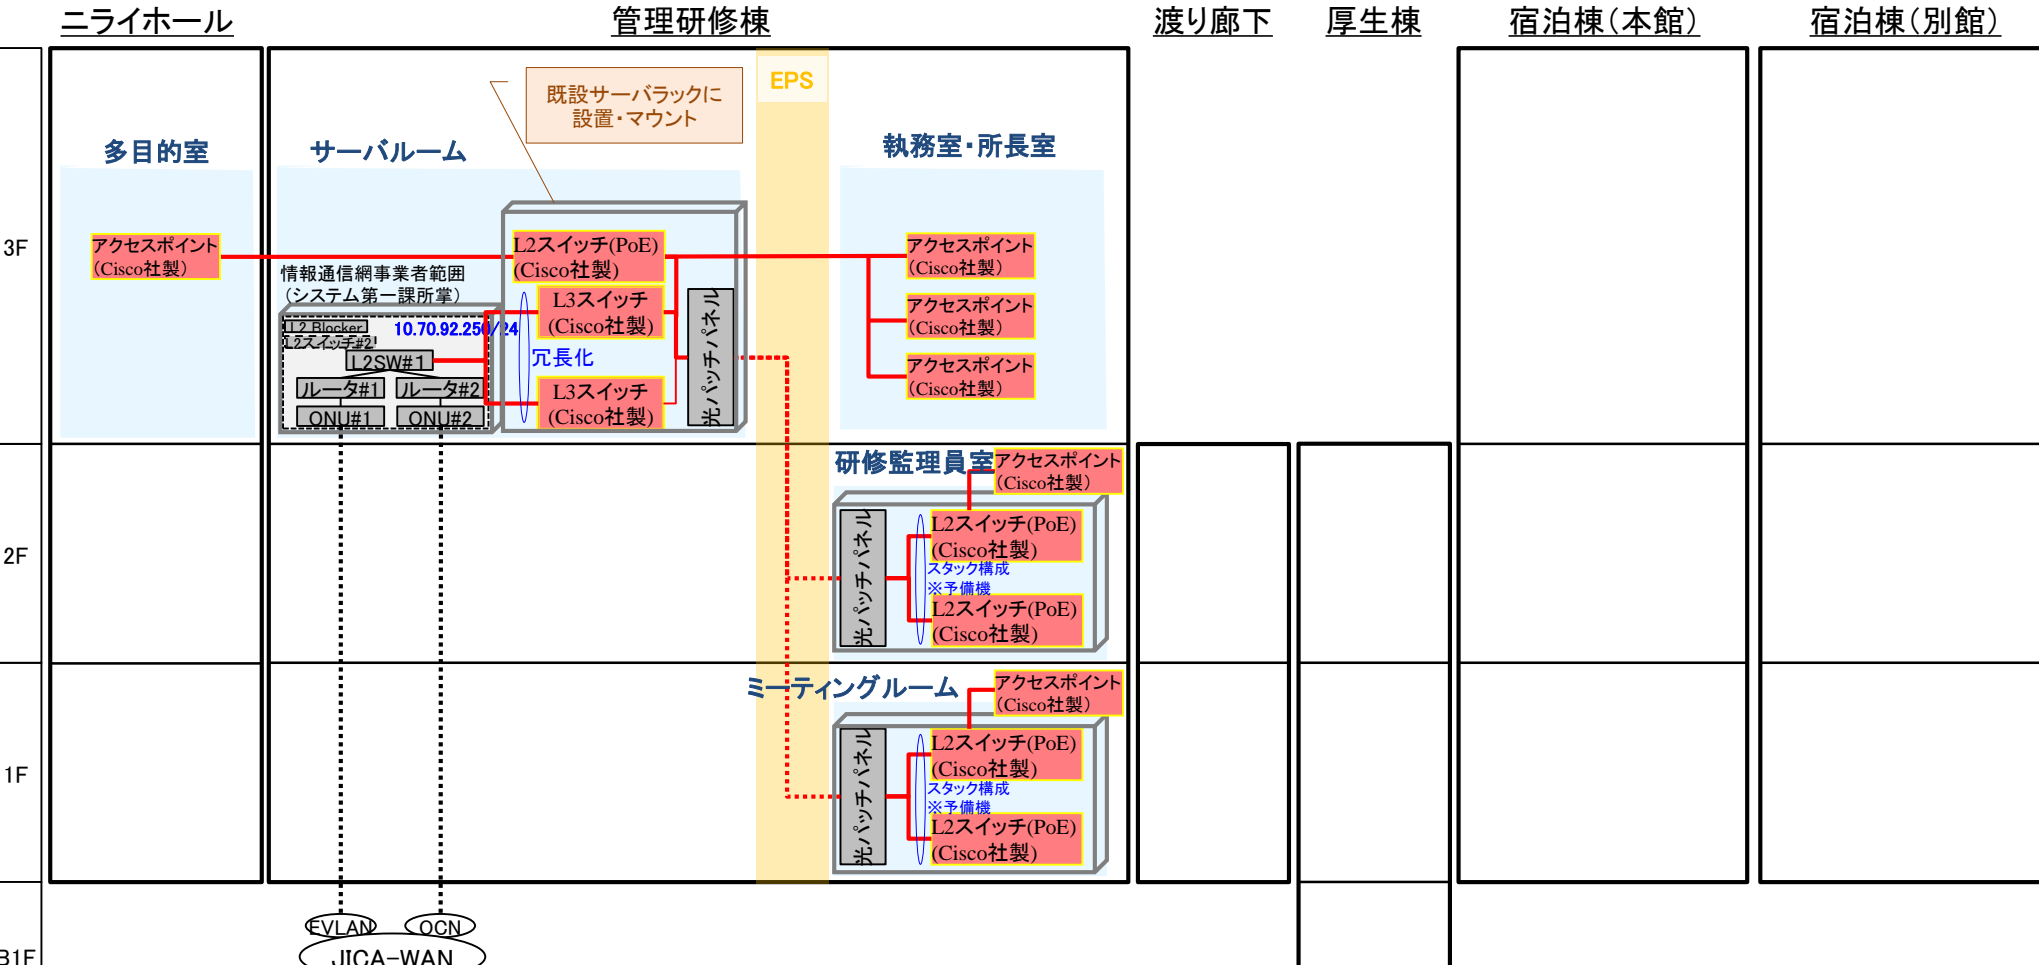 ニライホール
管理研修棟
渡り廊下
厚生棟
宿泊棟(本館)
宿泊棟(別館)
EPS
既設サーバラックに
設置・マウント
多目的室
サーバルーム
執務室・所長室
3F
アクセスポイント
(Cisco社製)
L2スイッチ(PoE)
(Cisco社製)
アクセスポイント
(Cisco社製)
情報通信網事業者範囲
(システム第一課所掌)
L3スイッチ
(Cisco社製)
光パッチパネル
アクセスポイント
(Cisco社製)
L2 Blocker
10.70.92.250/24
L2スイッチ#2
冗長化
L2SW#1
アクセスポイント
(Cisco社製)
ルータ#1
ルータ#2
L3スイッチ
(Cisco社製)
ONU#1
ONU#2
研修監理員室
アクセスポイント
(Cisco社製)
2F
光パッチパネル
L2スイッチ(PoE)
(Cisco社製)
スタック構成
※予備機
L2スイッチ(PoE)
(Cisco社製)
ミーティングルーム
アクセスポイント
(Cisco社製)
1F
光パッチパネル
L2スイッチ(PoE)
(Cisco社製)
スタック構成
※予備機
L2スイッチ(PoE)
(Cisco社製)
EVLAN
OCN
B1F
JICA-WAN